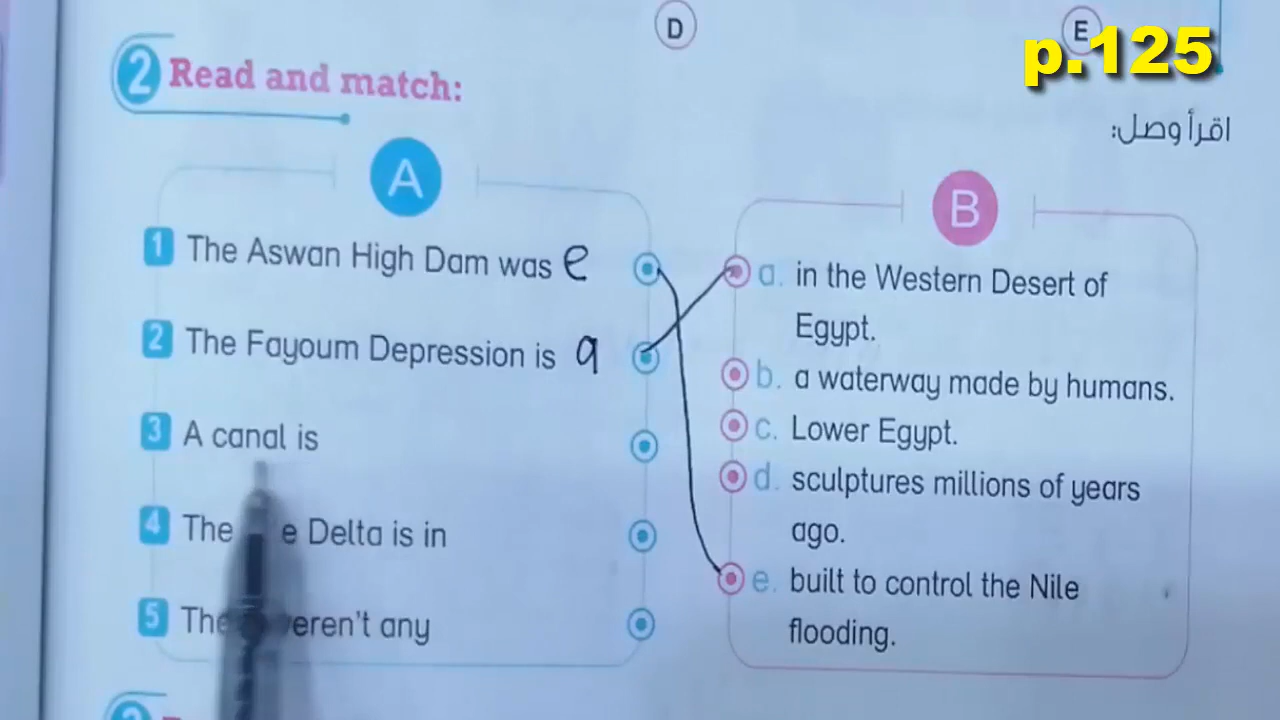 D
E
p.125
2 Read and match:
اقرأ وصل:
A
B
1 The Aswan High Dam was e
2 The Fayoum Depression is a
3 A canal is
4 The Delta is in
5 any
a. in the Western Desert of
Egypt.
b. a waterway made by humans.
c. Lower Egypt.
d. sculptures millions of years
ago.
e. built to control the Nile
flooding.